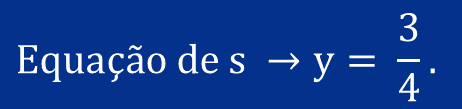 Equação de s → y = 3/4.